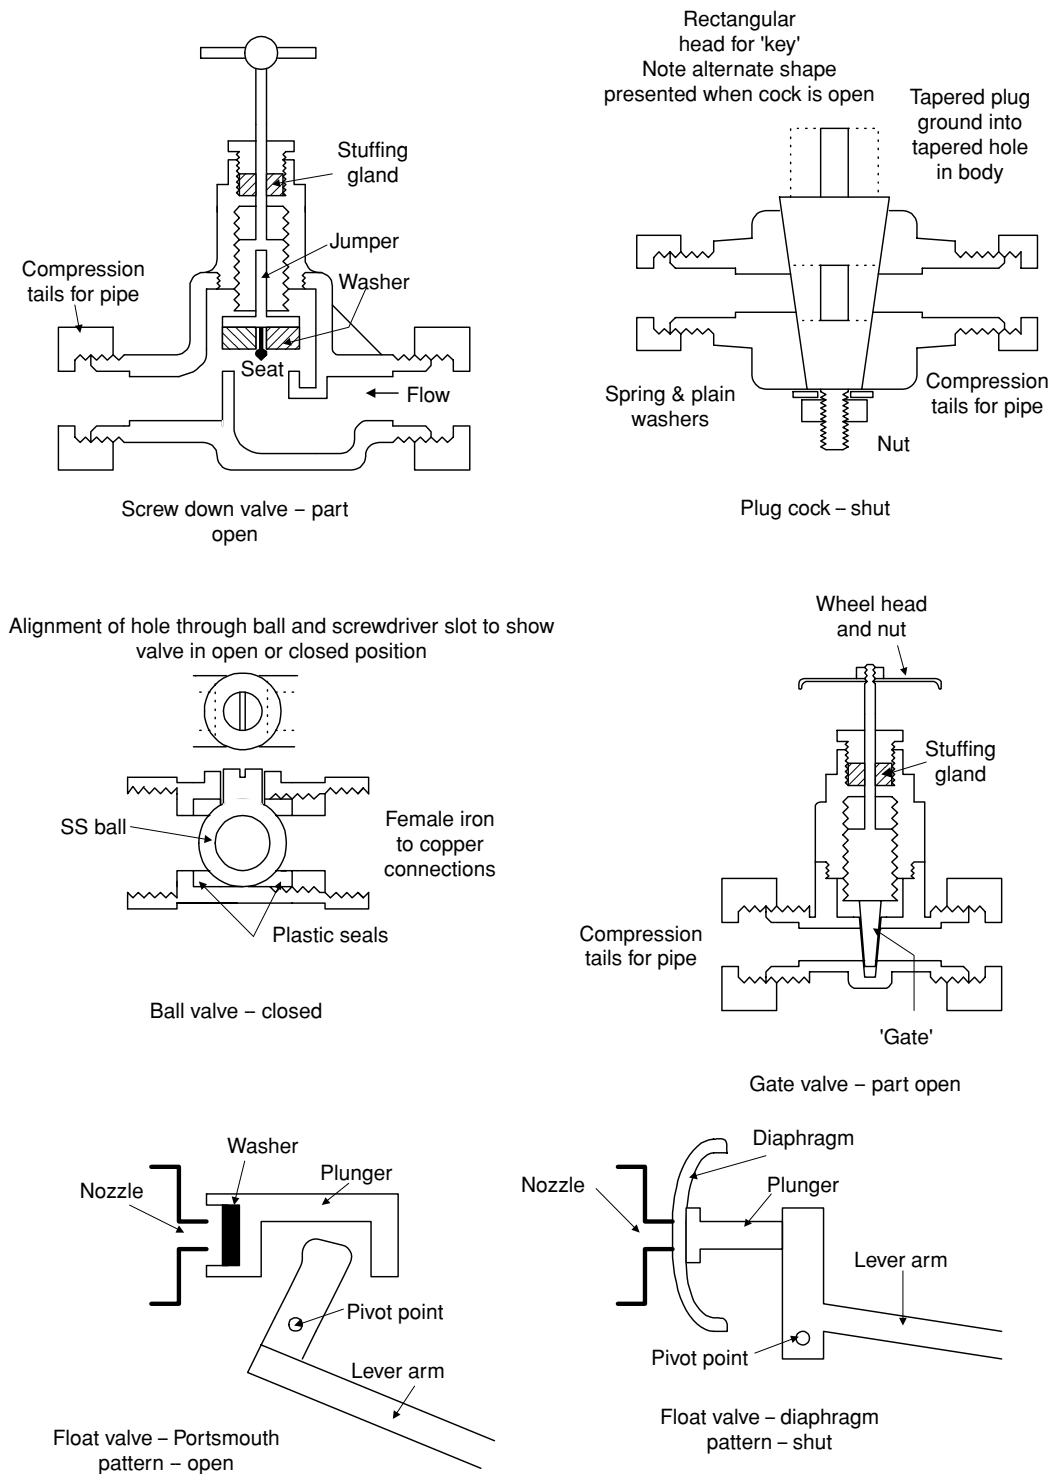 Rectangular
head for 'key'
Note alternate shape
presented when cock is open
Tapered plug
ground into
tapered hole
in body
Stuffing
gland
Jumper
Washer
Compression
tails for pipe
Seat
Flow
Spring & plain
washers
Compression
tails for pipe
Nut
Screw down valve – part
open
Plug cock – shut
Alignment of hole through ball and screwdriver slot to show
valve in open or closed position
SS ball
Female iron
to copper
connections
Plastic seals
Ball valve – closed
Wheel head
and nut
Stuffing
gland
Compression
tails for pipe
'Gate'
Gate valve – part open
Washer
Plunger
Nozzle
Pivot point
Lever arm
Float valve – Portsmouth
pattern – open
Diaphragm
Nozzle
Plunger
Lever arm
Pivot point
Float valve – diaphragm
pattern – shut